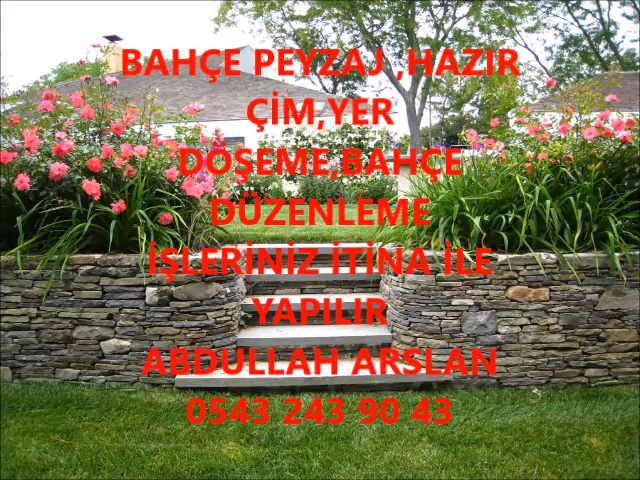 BAHÇE PEYZAJ ,HAZIR
ÇİM,YER
DÖŞEME,BAHÇE
DÜZENLEME
İŞLERİNİZ İTİNA İLE
YAPILIR
ABDULLAH ARSLAN
0543 243 90 43